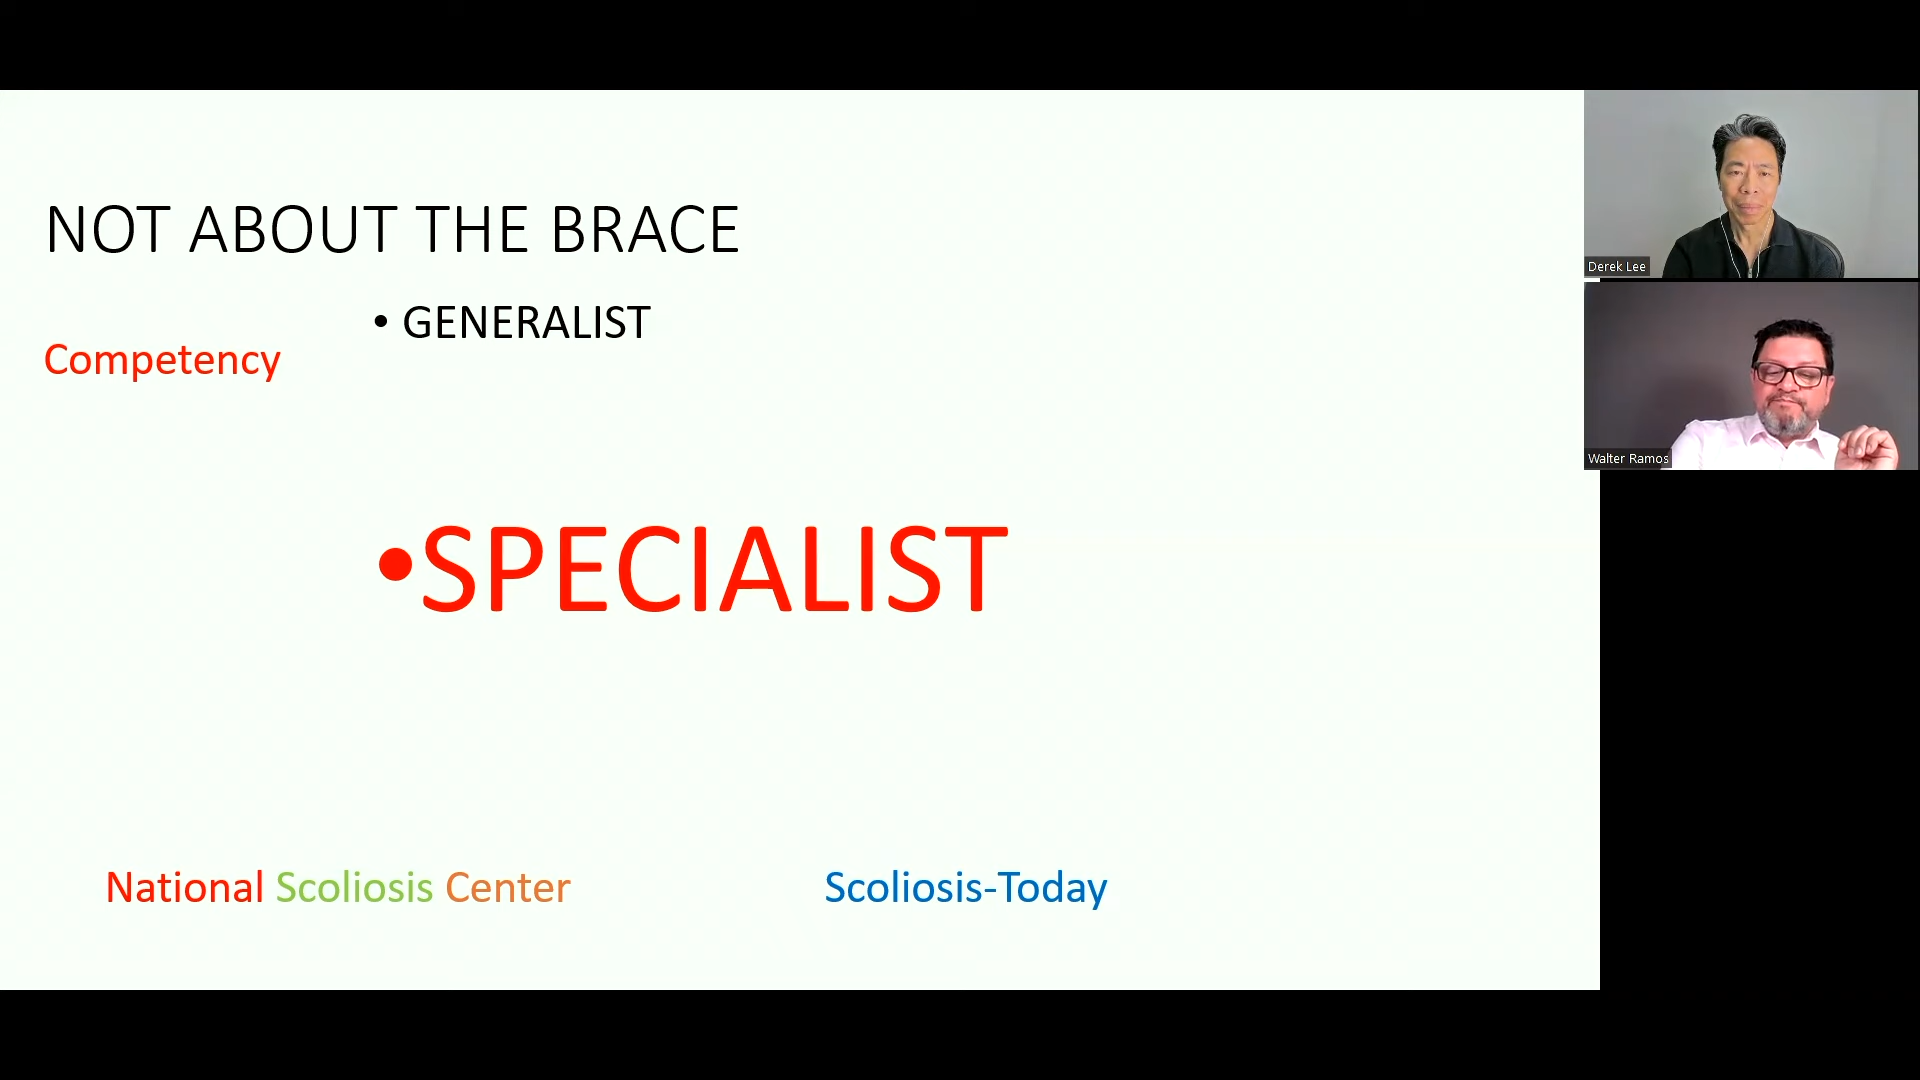 NOT ABOUT THE BRACE
• GENERALIST
Competency
•SPECIALIST
National Scoliosis Center
Scoliosis-Today
Derek Lee
Walter Ramos